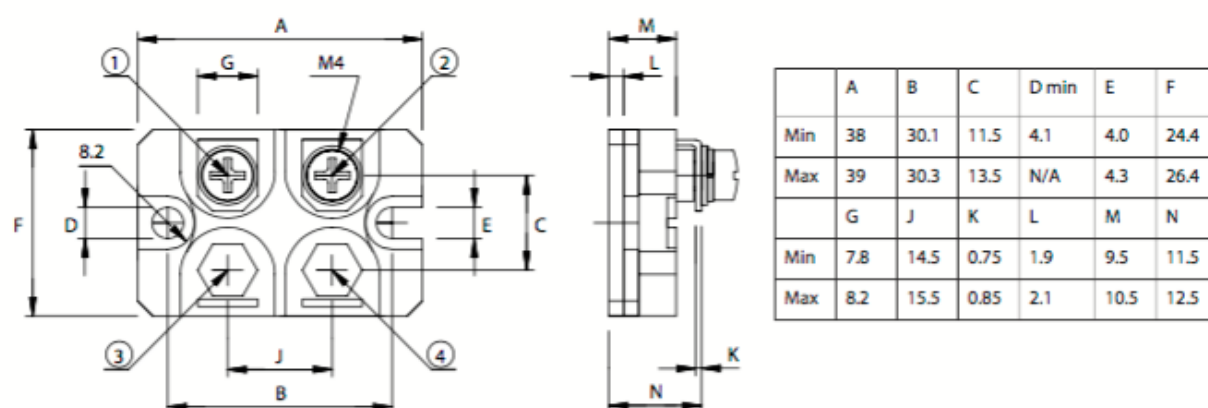 A
M
1
G
M4
2
L
8.2
F
D
E
C
3
J
4
K
B
N
A B C D min E F
Min 38 30.1 11.5 4.1 4.0 24.4
Max 39 30.3 13.5 N/A 4.3 26.4
G J K L M N
Min 7.8 14.5 0.75 1.9 9.5 11.5
Max 8.2 15.5 0.85 2.1 10.5 12.5